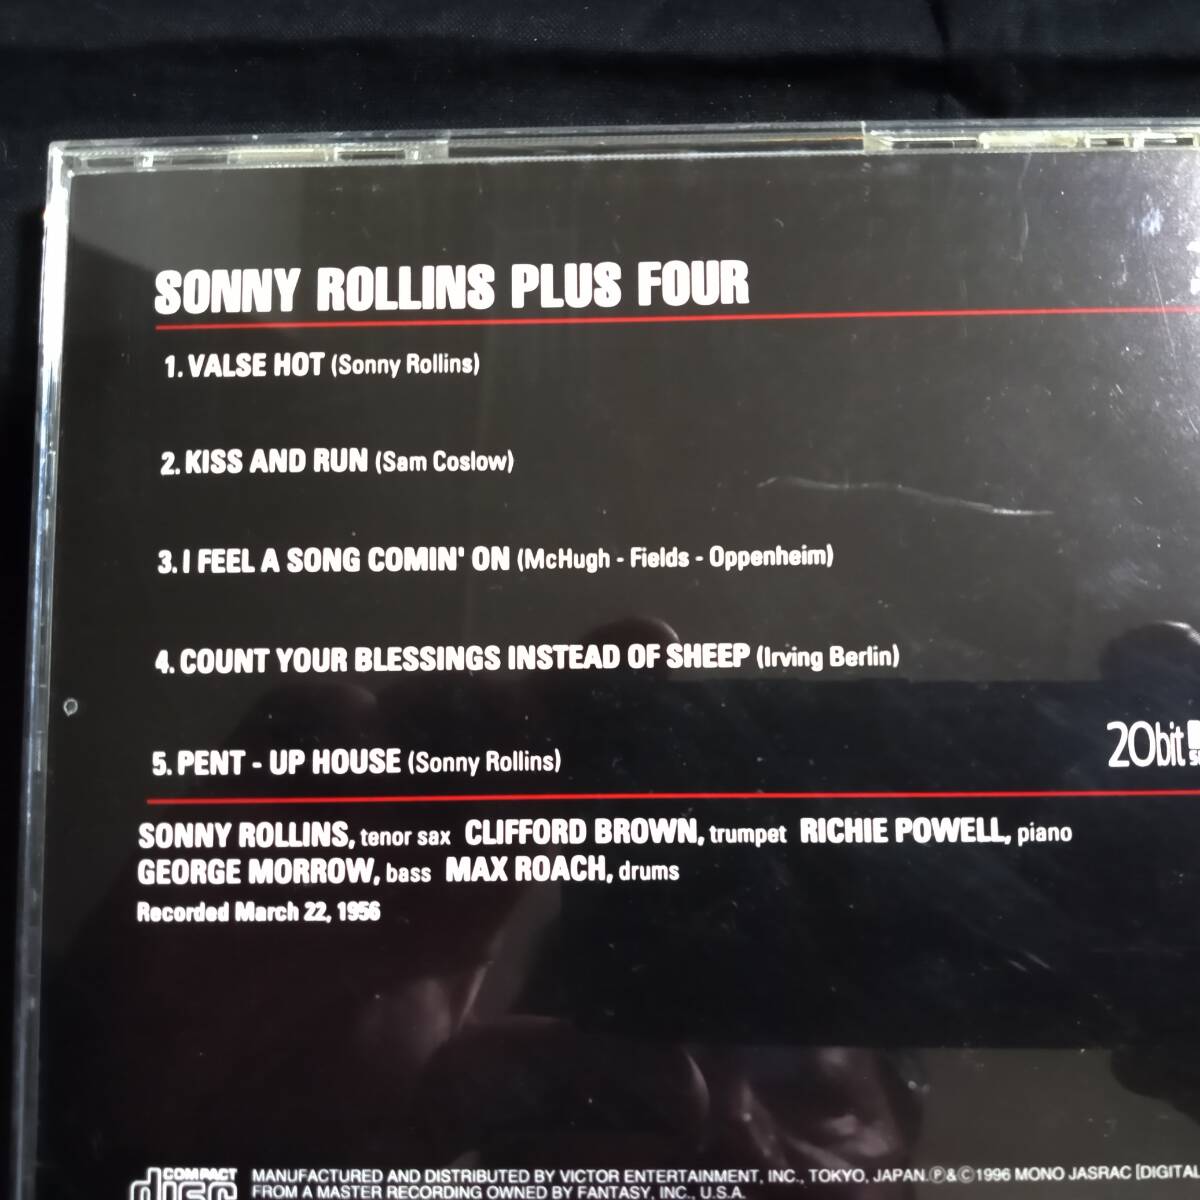 SONNY ROLLINS PLUS FOUR
1. VALSE HOT (Sonny Rollins)
2. KISS AND RUN (Sam Coslow)
3. I FEEL A SONG COMIN' ON (McHugh - Fields - Oppenheim)
4. COUNT YOUR BLESSINGS INSTEAD OF SHEEP (Irving Berlin)
20bit
5. PENT - UP HOUSE (Sonny Rollins)
SONNY ROLLINS, tenor sax CLIFFORD BROWN, trumpet RICHIE POWELL, piano
GEORGE MORROW, bass MAX ROACH, drums
Recorded March 22, 1956
COMPACT
disc
MANUFACTURED AND DISTRIBUTED BY VICTOR ENTERTAINMENT, INC., TOKYO, JAPAN. Ⓟ&© 1996 MONO JASRAC [DIGITAL
FROM A MASTER RECORDING OWNED BY FANTASY, INC., U.S.A.